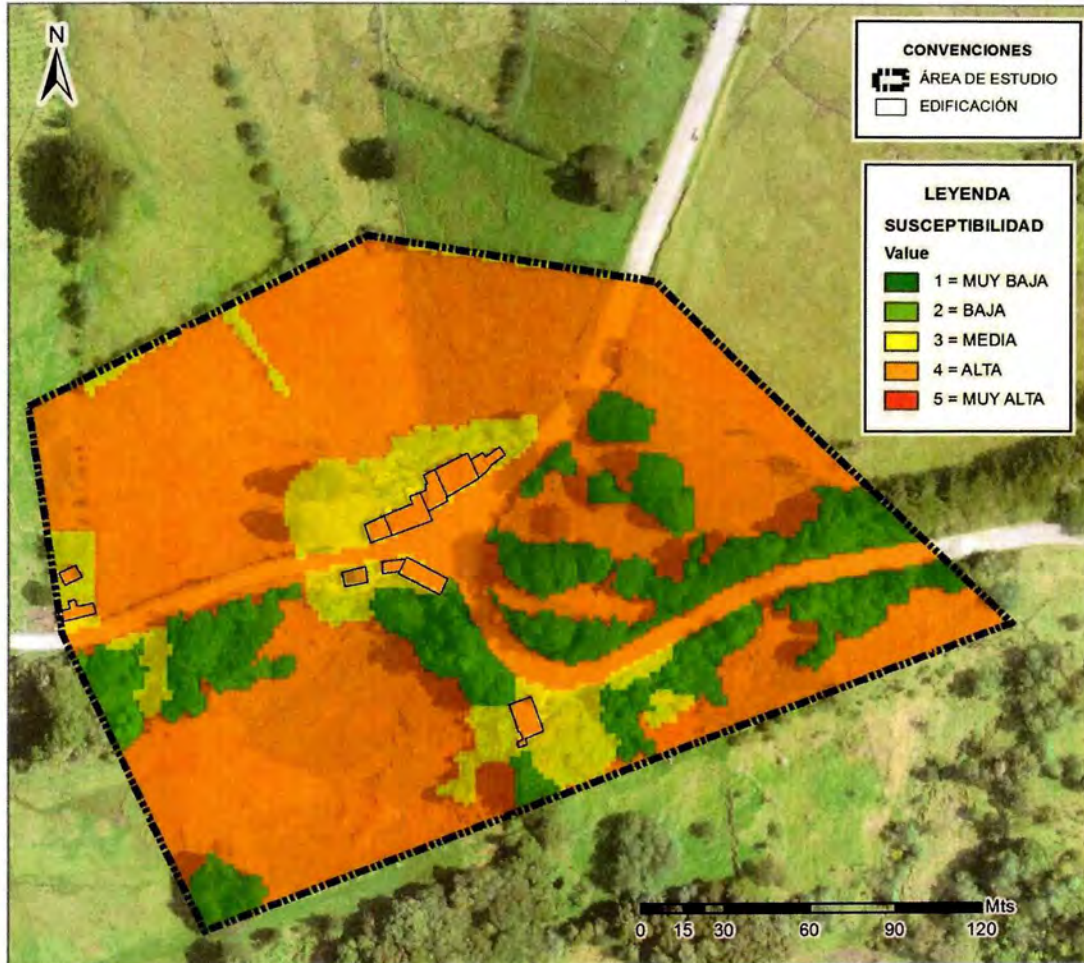 N
CONVENCIONES
ÁREA DE ESTUDIO
EDIFICACIÓN
LEYENDA
SUSCEPTIBILIDAD
Value
1 = MUY BAJA
2 = BAJA
3 = MEDIA
4 = ALTA
5 = MUY ALTA
Mts
0 15 30 60 90 120